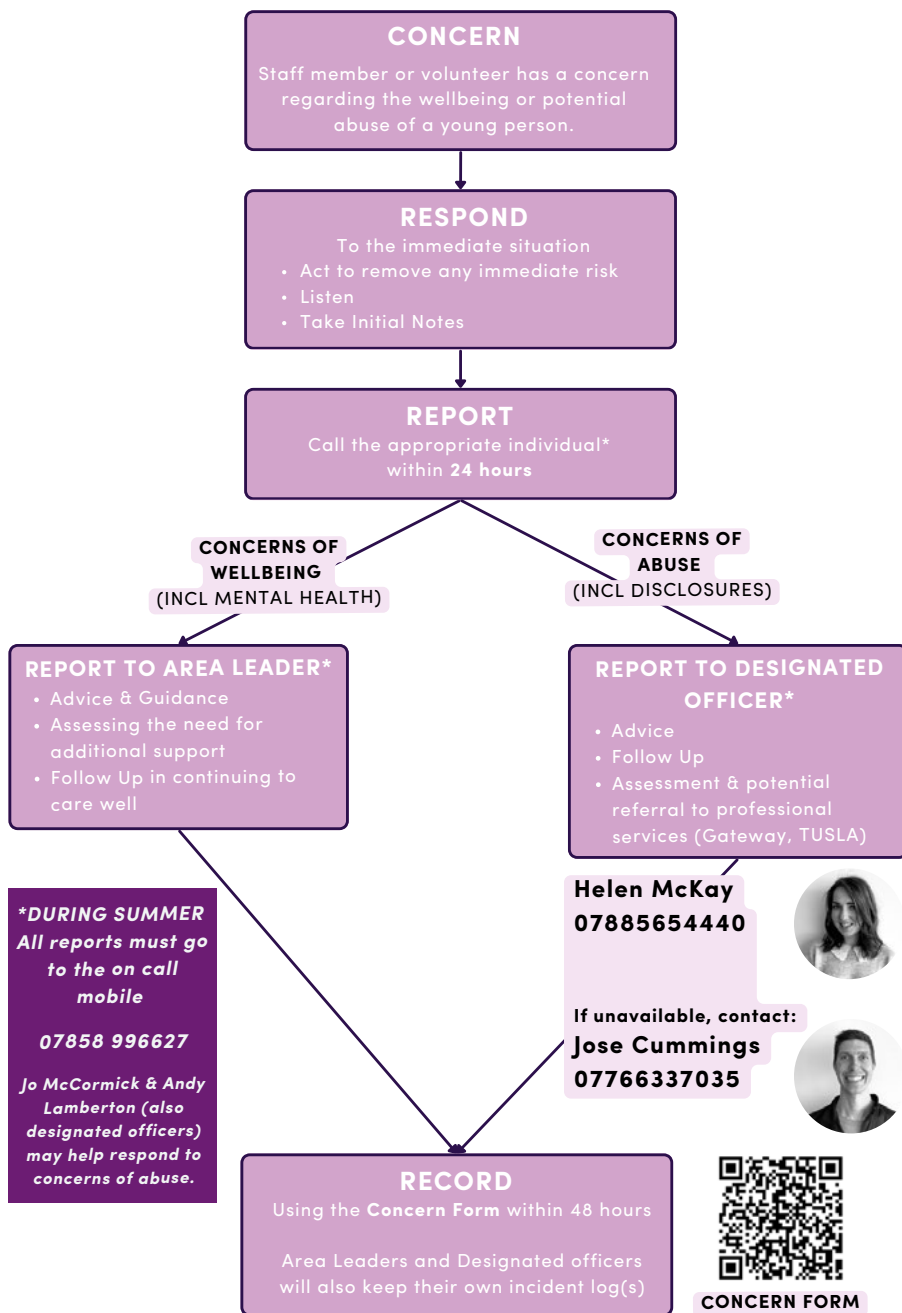 CONCERN
Staff member or volunteer has a concern
regarding the wellbeing or potential
abuse of a young person.
RESPOND
To the immediate situation
• Act to remove any immediate risk
• Listen
• Take Initial Notes
REPORT
Call the appropriate individual*
within 24 hours
CONCERNS OF
WELLBEING
(INCL MENTAL HEALTH)
CONCERNS OF
ABUSE
(INCL DISCLOSURES)
REPORT TO AREA LEADER*
• Advice & Guidance
• Assessing the need for
additional support
• Follow Up in continuing to
care well
REPORT TO DESIGNATED
OFFICER*
• Advice
• Follow Up
• Assessment & potential
referral to professional
services (Gateway, TUSLA)
*DURING SUMMER
All reports must go
to the on call
mobile
07858 996627
Jo McCormick & Andy
Lamberton (also
designated officers)
may help respond to
concerns of abuse.
Helen McKay
07885654440
If unavailable, contact:
Jose Cummings
07766337035
RECORD
Using the Concern Form within 48 hours
Area Leaders and Designated officers
will also keep their own incident log(s)
CONCERN FORM